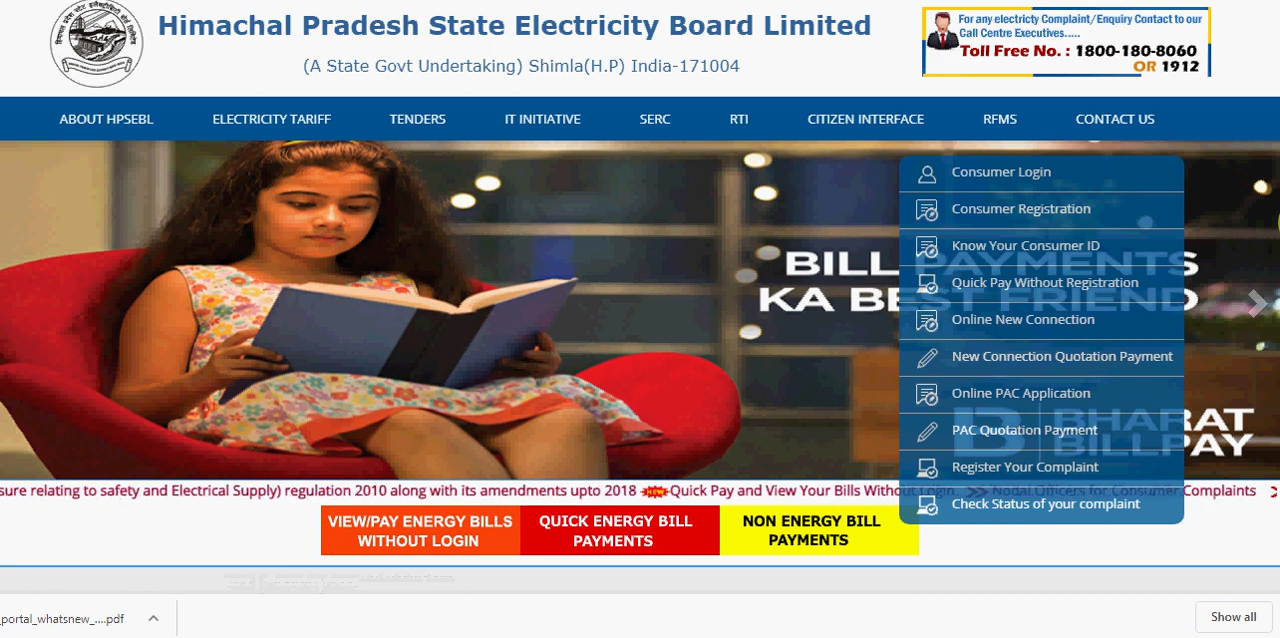 Himachal Pradesh State Electricity Board Limited
(A State Govt Undertaking) Shimla(H.P) India-171004
For any electricty Complaint/Enquiry Contact to our
Call Centre Executives.....
Toll Free No. : 1800-180-8060
OR 1912
ABOUT HPSEBL ELECTRICITY TARIFF TENDERS IT INITIATIVE SERC RTI CITIZEN INTERFACE RFMS CONTACT US
BILL PAYMENTS
KA BEST FRIEND
BHARAT
BILLPAY
Consumer Login
Consumer Registration
Know Your Consumer ID
Quick Pay Without Registration
Online New Connection
New Connection Quotation Payment
Online PAC Application
PAC Quotation Payment
Register Your Complaint
Check Status of your complaint
sure relating to safety and Electrical Supply) regulation 2010 along with its amendments upto 2018 NEW Quick Pay and View Your Bills Without Login >> Nodal Officers for Consumer Complaints
VIEW/PAY ENERGY BILLS
WITHOUT LOGIN
QUICK ENERGY BILL
PAYMENTS
NON ENERGY BILL
PAYMENTS
_portal_whatsnew_....pdf
Show all